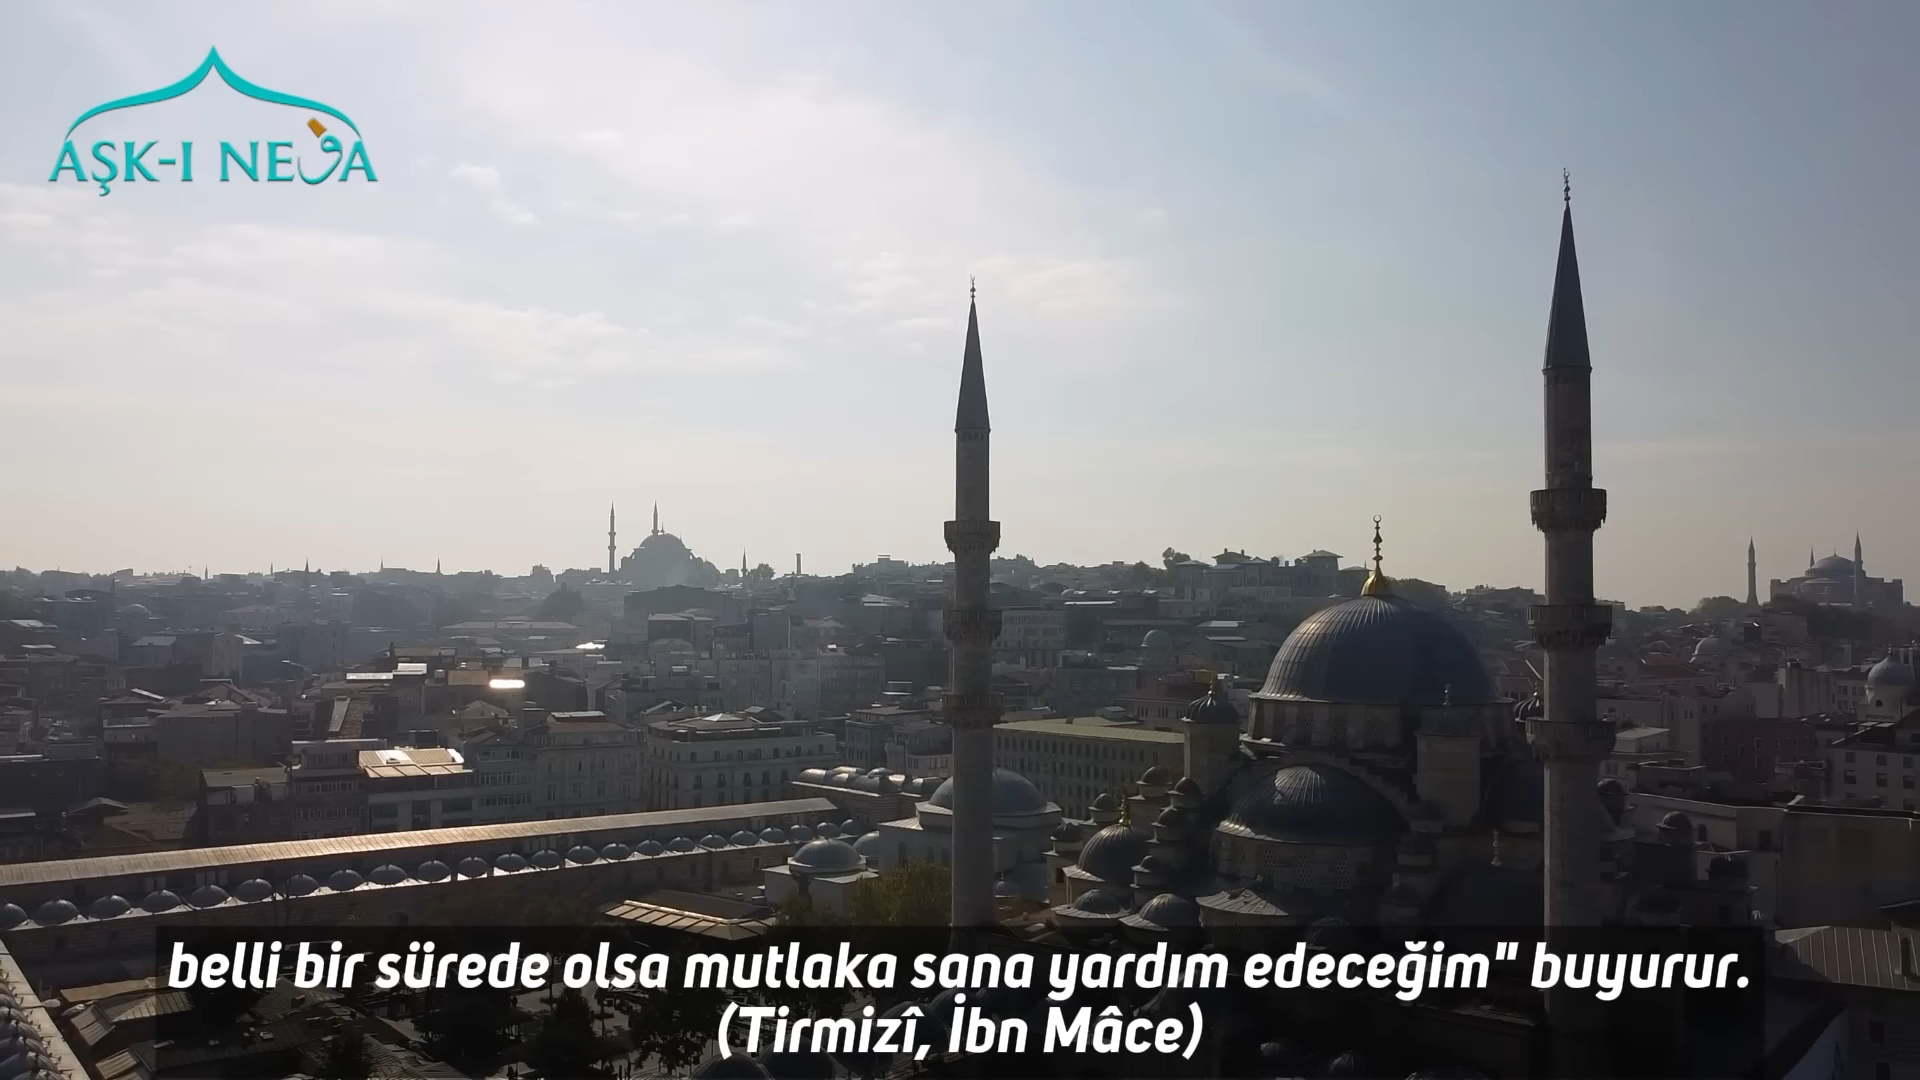 AŞK-I NEVA
belli bir sürede olsa mutlaka sana yardım edeceğim" buyurur.
(Tirmizî, İbn Mâce)